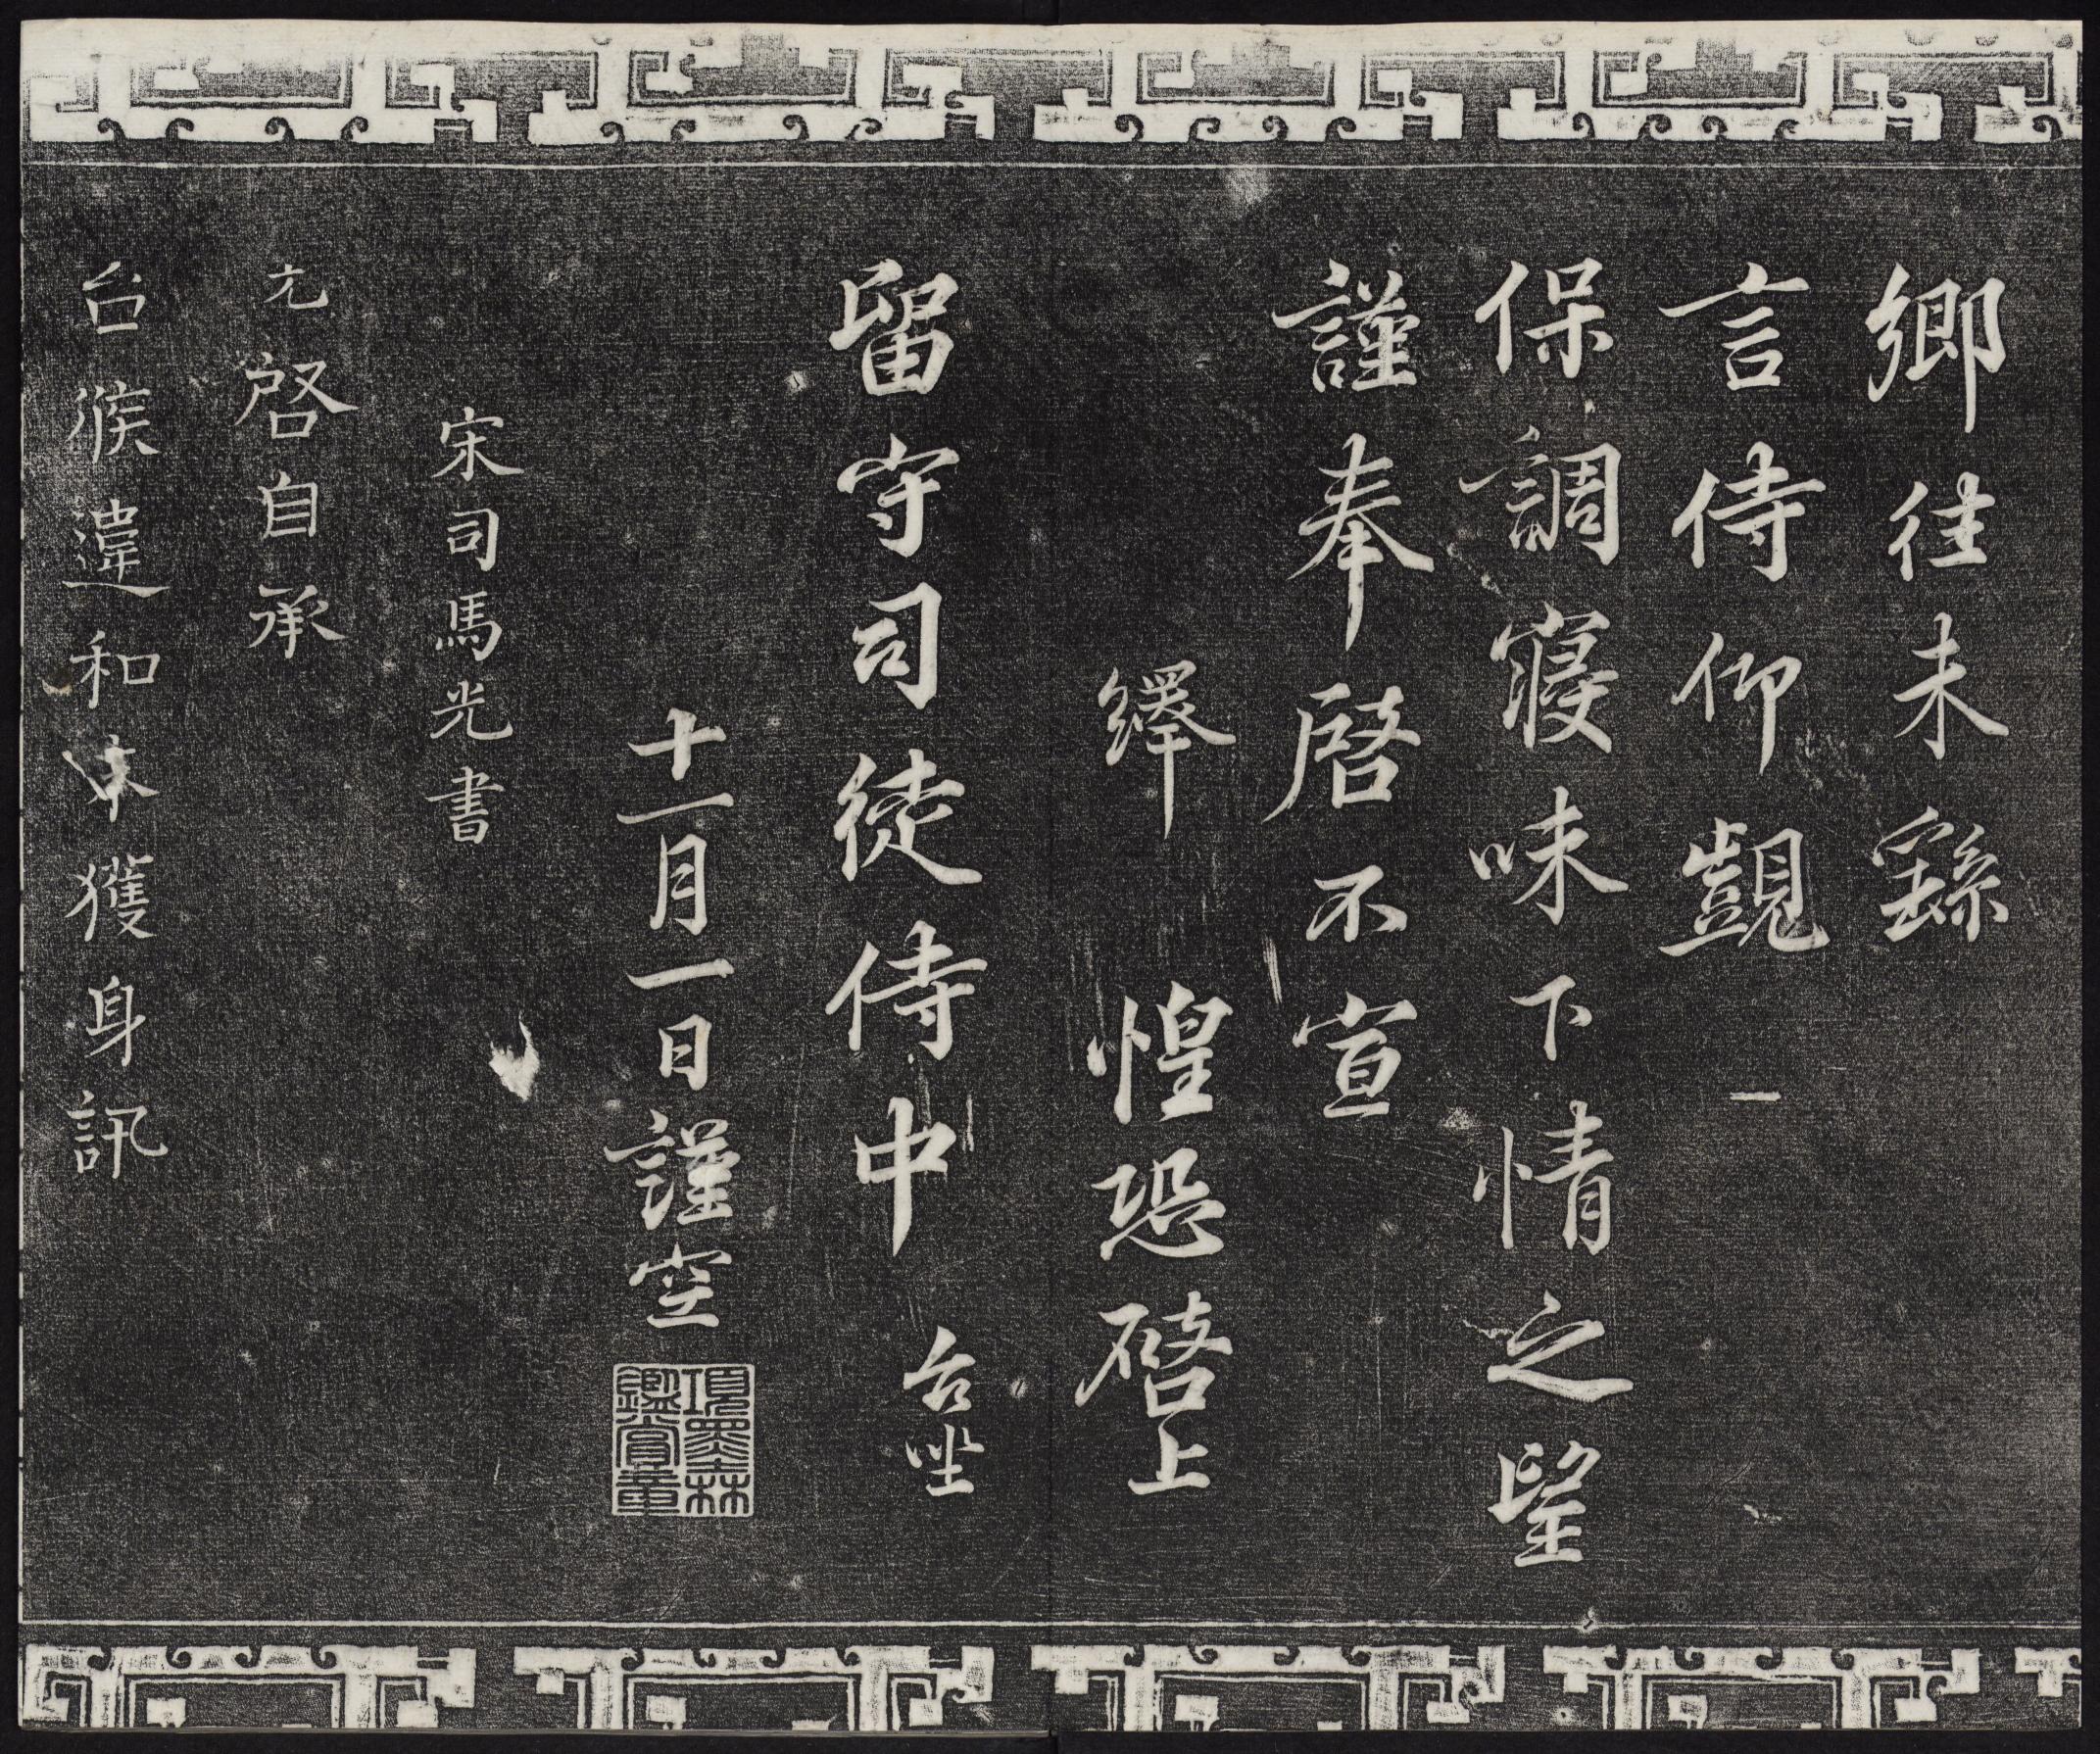 鄉往未繇
言侍仰覬
保調寢味下情之望
謹奉啓不宣
繹 惶恐啓上
留守司徒侍中 台坐
十一月一日謹空
項墨林
鑑賞章
宋司馬光書
光啓自承
台候違和未獲身訊